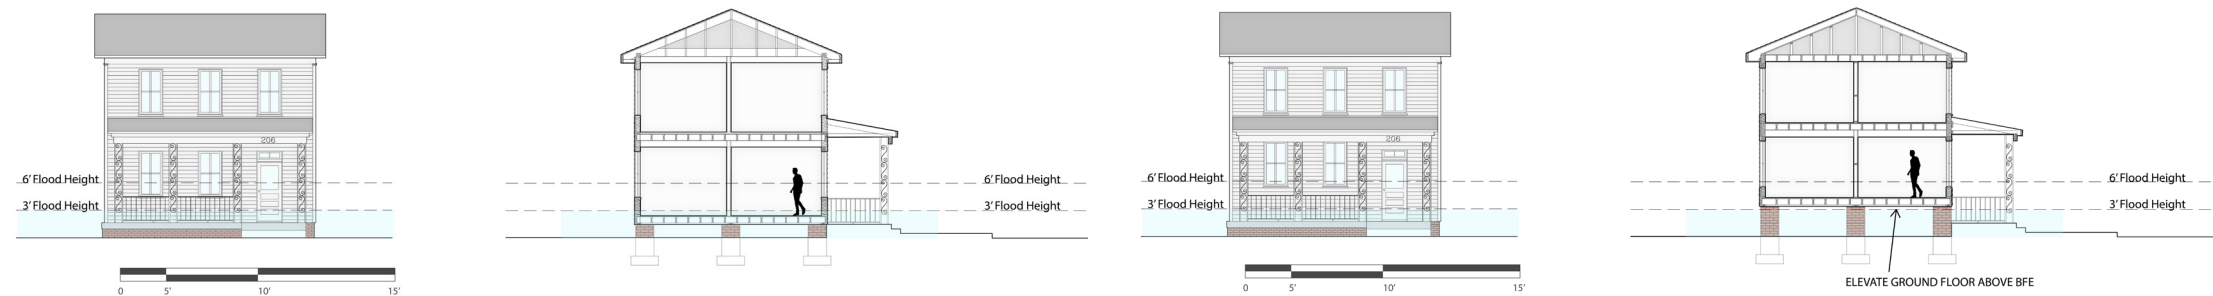 206
6' Flood Height
3' Flood Height
0 5' 10' 15'
6' Flood Height
3' Flood Height
206
6' Flood Height
3' Flood Height
0 5' 10' 15'
6' Flood Height
3' Flood Height
ELEVATE GROUND FLOOR ABOVE BFE